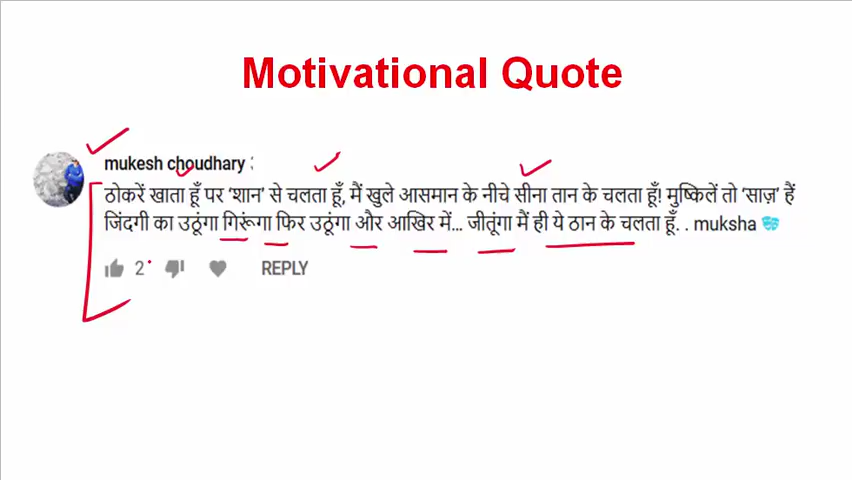 Motivational Quote
mukesh choudhary
ठोकरें खाता हूँ पर ‘शान’ से चलता हूँ, मैं खुले आसमान के नीचे सीना तान के चलता हूँ! मुष्किलें तो ‘साज़’ हैं
जिंदगी का उठूंगा गिरूंगा फिर उठूंगा और आखिर में... जीतूंगा मैं ही ये ठान के चलता हूँ. . muksha 🎭
2
REPLY